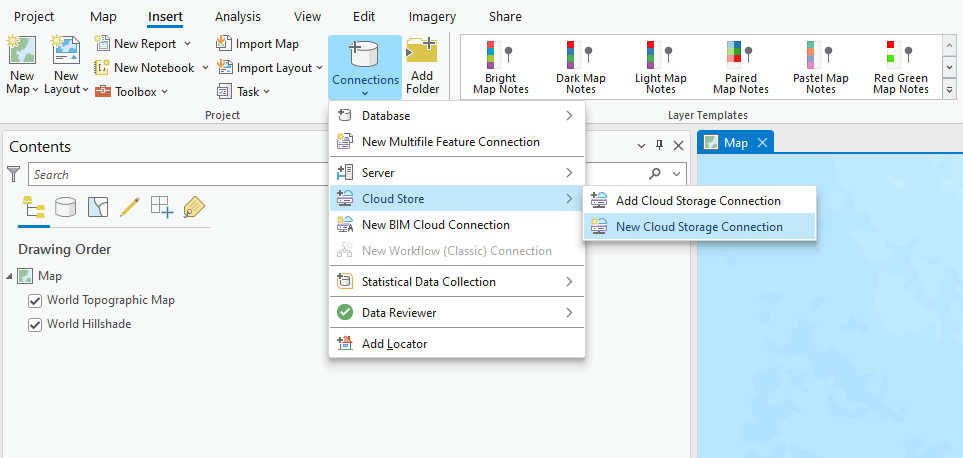 Project Map Insert Analysis View Edit Imagery Share
New Map
New Layout
New Report
New Notebook
Toolbox
Import Map
Import Layout
Task
Connections
Add Folder
Bright Map Notes
Dark Map Notes
Light Map Notes
Paired Map Notes
Pastel Map Notes
Red Green Map Notes
Project
Layer Templates
Database
New Multifile Feature Connection
Server
Cloud Store
New BIM Cloud Connection
New Workflow (Classic) Connection
Statistical Data Collection
Data Reviewer
Add Locator
Add Cloud Storage Connection
New Cloud Storage Connection
Contents
Search
Drawing Order
Map
World Topographic Map
World Hillshade
Map